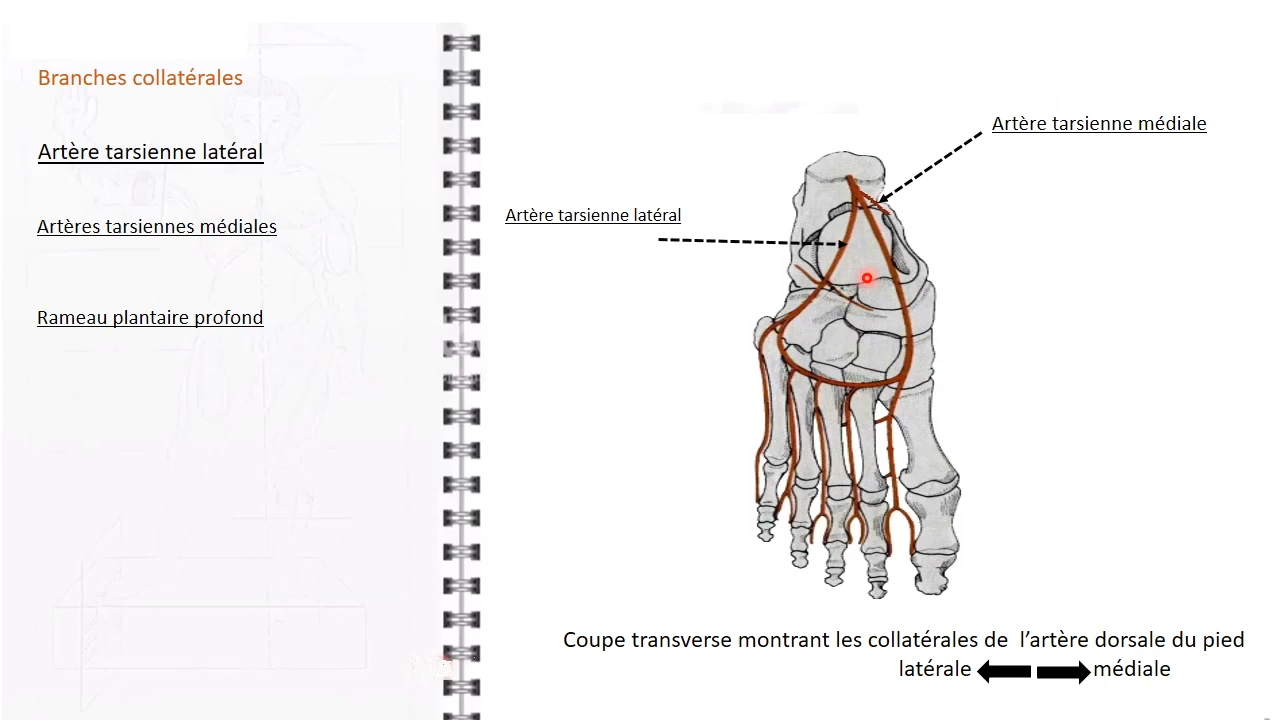 Branches collatérales
Artère tarsienne latéral
Artères tarsiennes médiales
Rameau plantaire profond
Artère tarsienne médiale
Artère tarsienne latéral
Coupe transverse montrant les collatérales de l’artère dorsale du pied
latérale médiale